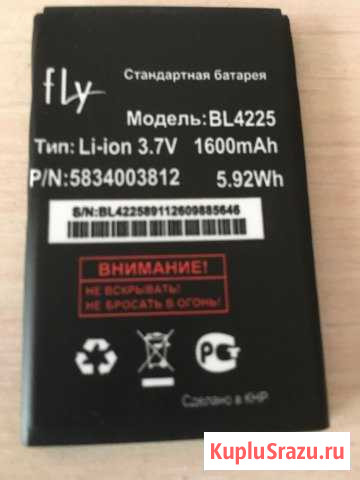 fly
Стандартная батарея
Модель: BL4225
Тип: Li-ion 3.7V 1600mAh
P/N:5834003812 5.92Wh
S/N:BL4225891126098856​46
ВНИМАНИЕ!
НЕ ВСКРЫВАТЬ!
НЕ БРОСАТЬ В ОГОНЬ!
Сделано в КНР
KupluSrazu.ru